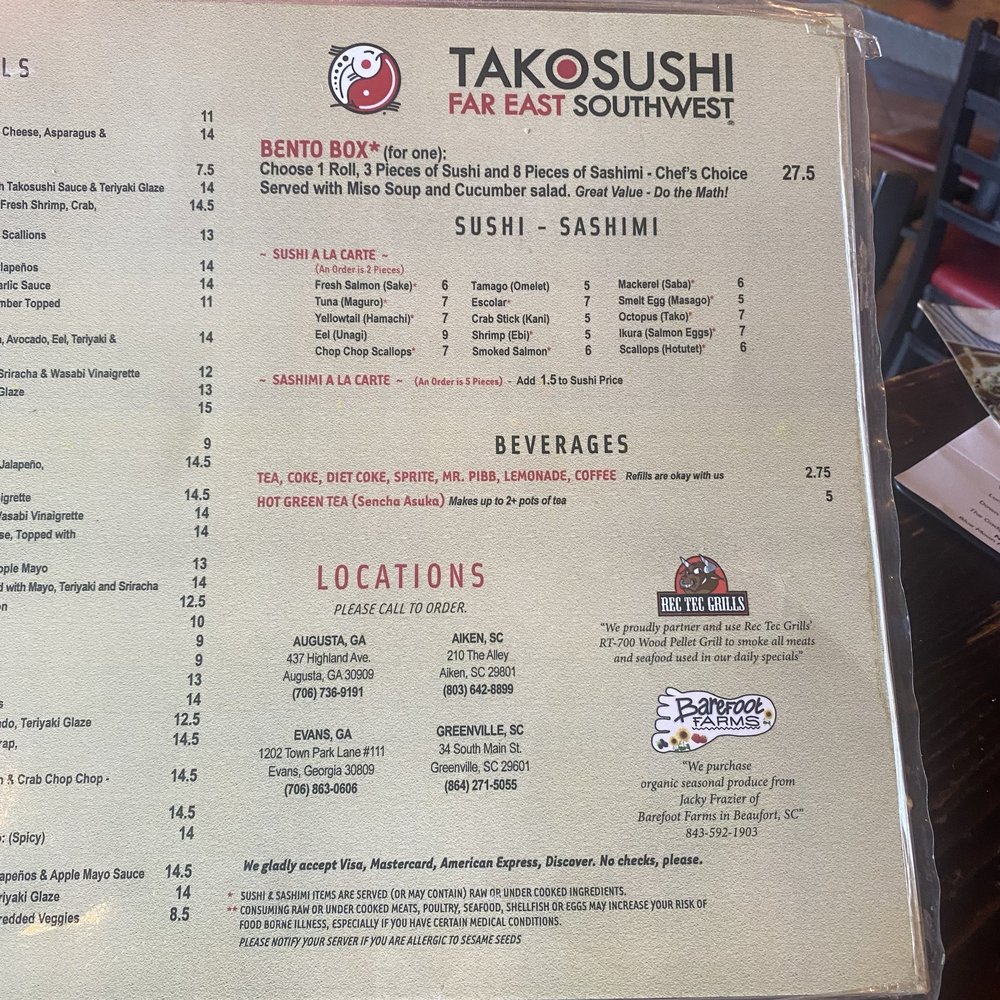 LS
11
Cheese, Asparagus & 14
7.5
h Takosushi Sauce & Teriyaki Glaze 14
Fresh Shrimp, Crab, 14.5
Scallions 13
lapeños 14
arlic Sauce 14
mber Topped 11
, Avocado, Eel, Teriyaki & 14
Sriracha & Wasabi Vinaigrette 12
Glaze 13
15
9
Jalapeño, 14.5
igrette 14.5
Wasabi Vinaigrette 14
se, Topped with 14
pple Mayo 13
d with Mayo, Teriyaki and Sriracha 14
on 12.5
10
9
9
13
s 14
ado, Teriyaki Glaze 12.5
rap, 14.5
& Crab Chop Chop - 14.5
14.5
o: (Spicy) 14
apeños & Apple Mayo Sauce 14.5
riyaki Glaze 14
redded Veggies 8.5
TAKOSUSHI
FAR EAST SOUTHWEST®
BENTO BOX* (for one):
Choose 1 Roll, 3 Pieces of Sushi and 8 Pieces of Sashimi - Chef's Choice 27.5
Served with Miso Soup and Cucumber salad. Great Value - Do the Math!
SUSHI - SASHIMI
~ SUSHI A LA CARTE ~
(An Order is 2 Pieces)
Fresh Salmon (Sake)* 6
Tuna (Maguro)* 7
Yellowtail (Hamachi)* 7
Eel (Unagi) 9
Chop Chop Scallops* 7
Tamago (Omelet) 5
Escolar* 7
Crab Stick (Kani) 5
Shrimp (Ebi)* 5
Smoked Salmon* 6
Mackerel (Saba)* 6
Smelt Egg (Masago)* 5
Octopus (Tako)* 7
Ikura (Salmon Eggs)* 7
Scallops (Hotutet)* 6
~ SASHIMI A LA CARTE ~ (An Order is 5 Pieces) - Add 1.5 to Sushi Price
BEVERAGES
TEA, COKE, DIET COKE, SPRITE, MR. PIBB, LEMONADE, COFFEE Refills are okay with us 2.75
HOT GREEN TEA (Sencha Asuka) Makes up to 2+ pots of tea 5
LOCATIONS
PLEASE CALL TO ORDER.
AUGUSTA, GA
437 Highland Ave.
Augusta, GA 30909
(706) 736-9191
AIKEN, SC
210 The Alley
Aiken, SC 29801
(803) 642-8899
EVANS, GA
1202 Town Park Lane #111
Evans, Georgia 30809
(706) 863-0606
GREENVILLE, SC
34 South Main St.
Greenville, SC 29601
(864) 271-5055
REC TEC GRILLS
"We proudly partner and use Rec Tec Grills'
RT-700 Wood Pellet Grill to smoke all meats
and seafood used in our daily specials"
Barefoot
FARMS
"We purchase
organic seasonal produce from
Jacky Frazier of
Barefoot Farms in Beaufort, SC"
843-592-1903
We gladly accept Visa, Mastercard, American Express, Discover. No checks, please.
* SUSHI & SASHIMI ITEMS ARE SERVED (OR MAY CONTAIN) RAW OR UNDER COOKED INGREDIENTS.
** CONSUMING RAW OR UNDER COOKED MEATS, POULTRY, SEAFOOD, SHELLFISH OR EGGS MAY INCREASE YOUR RISK OF
FOOD BORNE ILLNESS, ESPECIALLY IF YOU HAVE CERTAIN MEDICAL CONDITIONS.
PLEASE NOTIFY YOUR SERVER IF YOU ARE ALLERGIC TO SESAME SEEDS